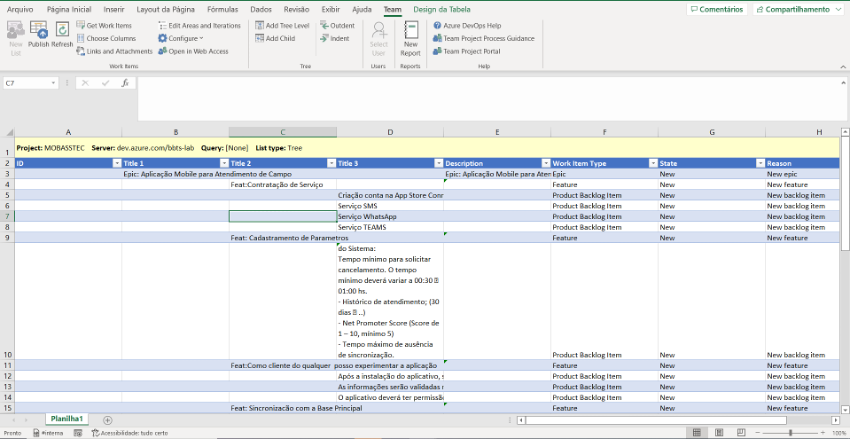 Arquivo Página Inicial Inserir Layout da Página Fórmulas Dados Revisão Exibir Ajuda Team Design da Tabela Comentários Compartilhamento
New List Publish Refresh Get Work Items Choose Columns Links and Attachments Edit Areas and Iterations Configure Open in Web Access Add Tree Level Add Child Outdent Indent Select User New Report Azure DevOps Help Team Project Process Guidance Team Project Portal
Work Items Tree Users Reports Help
C7 fx
A B C D E F G H
1 Project: MOBASSTEC Server: dev.azure.com/bbts-lab Query: [None] List type: Tree
2 ID Title 1 Title 2 Title 3 Description Work Item Type State Reason
3 Epic: Aplicação Mobile para Atendimento de Campo Epic: Aplicação Mobile para Aten Epic New New epic
4 Feat:Contratação de Serviço Feature New New feature
5 Criação conta na App Store Conn Product Backlog Item New New backlog item
6 Serviço SMS Product Backlog Item New New backlog item
7 Serviço WhatsApp Product Backlog Item New New backlog item
8 Serviço TEAMS Product Backlog Item New New backlog item
9 Feat: Cadastramento de Parametros Feature New New feature
do Sistema:
Tempo mínimo para solicitar
cancelamento. O tempo
mínimo deverá variar a 00:30
01:00 hs.
- Histórico de atendimento; (30
dias ..)
- Net Promoter Score (Score de
1 – 10, mínimo 5)
- Tempo máximo de ausência
10 de sincronização. Product Backlog Item New New backlog item
11 Feat:Como cliente do qualquer posso experimentar a aplicação Feature New New feature
12 Após a instalação do aplicativo, s Product Backlog Item New New backlog item
13 As informações serão validadas Product Backlog Item New New backlog item
14 O aplicativo deverá ter permissã Product Backlog Item New New backlog item
15 Feat: Sincronização com a Base Principal Feature New New feature
Planilha1
Pronto #interna Acessibilidade: tudo certo 100%